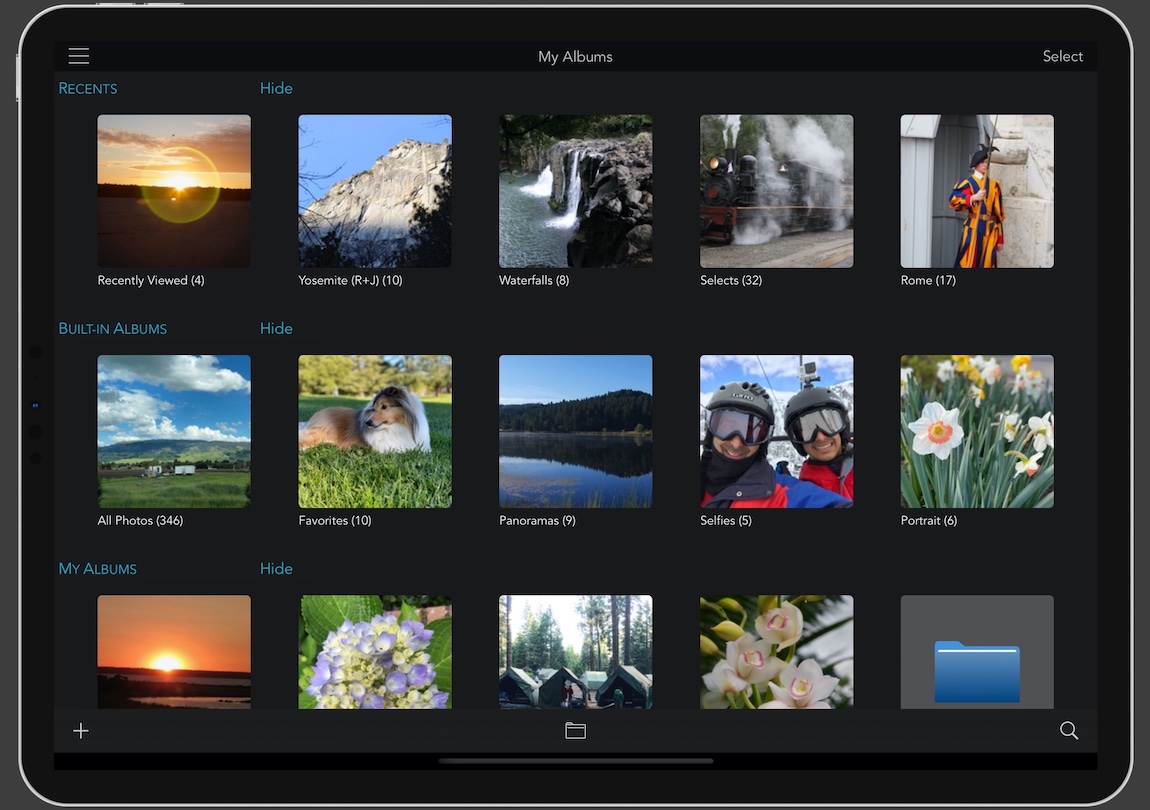 My Albums
Select
RECENTS
Hide
Recently Viewed (4)
Yosemite (R+J) (10)
Waterfalls (8)
Selects (32)
Rome (17)
BUILT-IN ALBUMS
Hide
GIRO
All Photos (346)
Favorites (10)
Panoramas (9)
Selfies (5)
Portrait (6)
MY ALBUMS
Hide